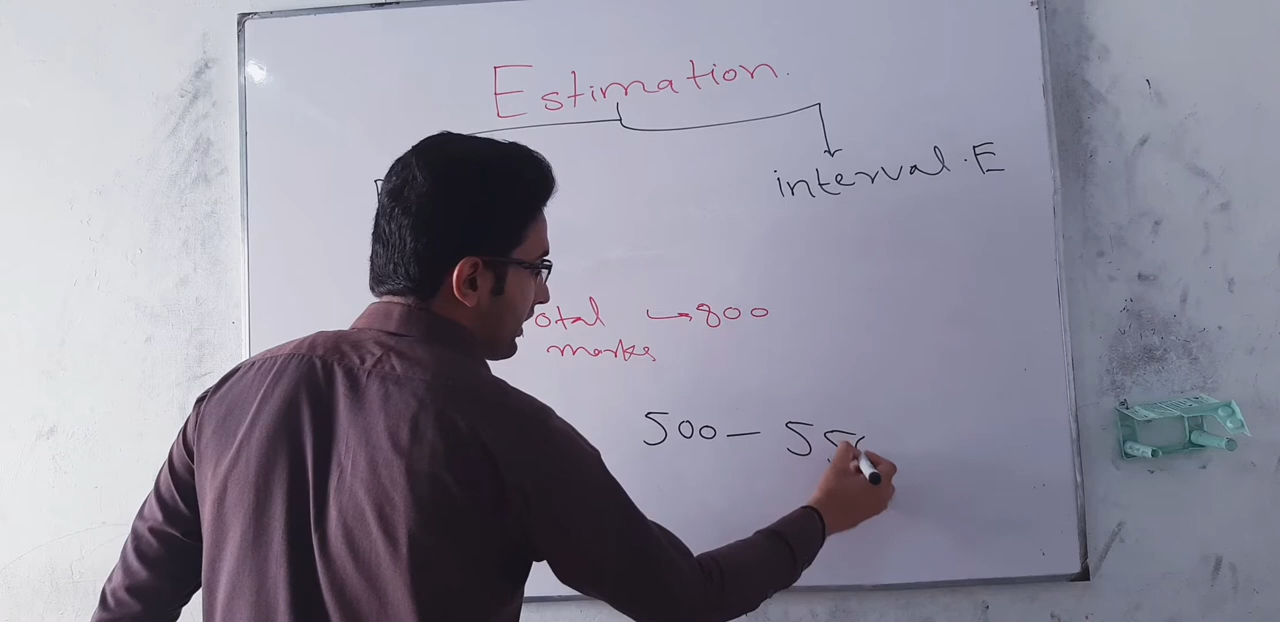 Estimation.
interval. E
otal → 800
marks
500 - 55